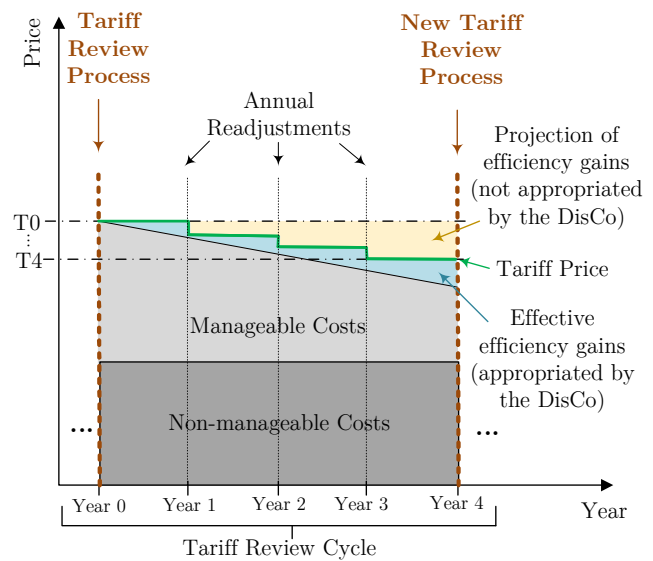 Price
Tariff
Review
Process
New Tariff
Review
Process
Annual
Readjustments
Projection of
efficiency gains
(not appropriated
by the DisCo)
T0
...
T4
Tariff Price
Manageable Costs
Effective
efficiency gains
(appropriated by
the DisCo)
Non-manageable Costs
...
...
Year 0
Year 1
Year 2
Year 3
Year 4
Year
Tariff Review Cycle